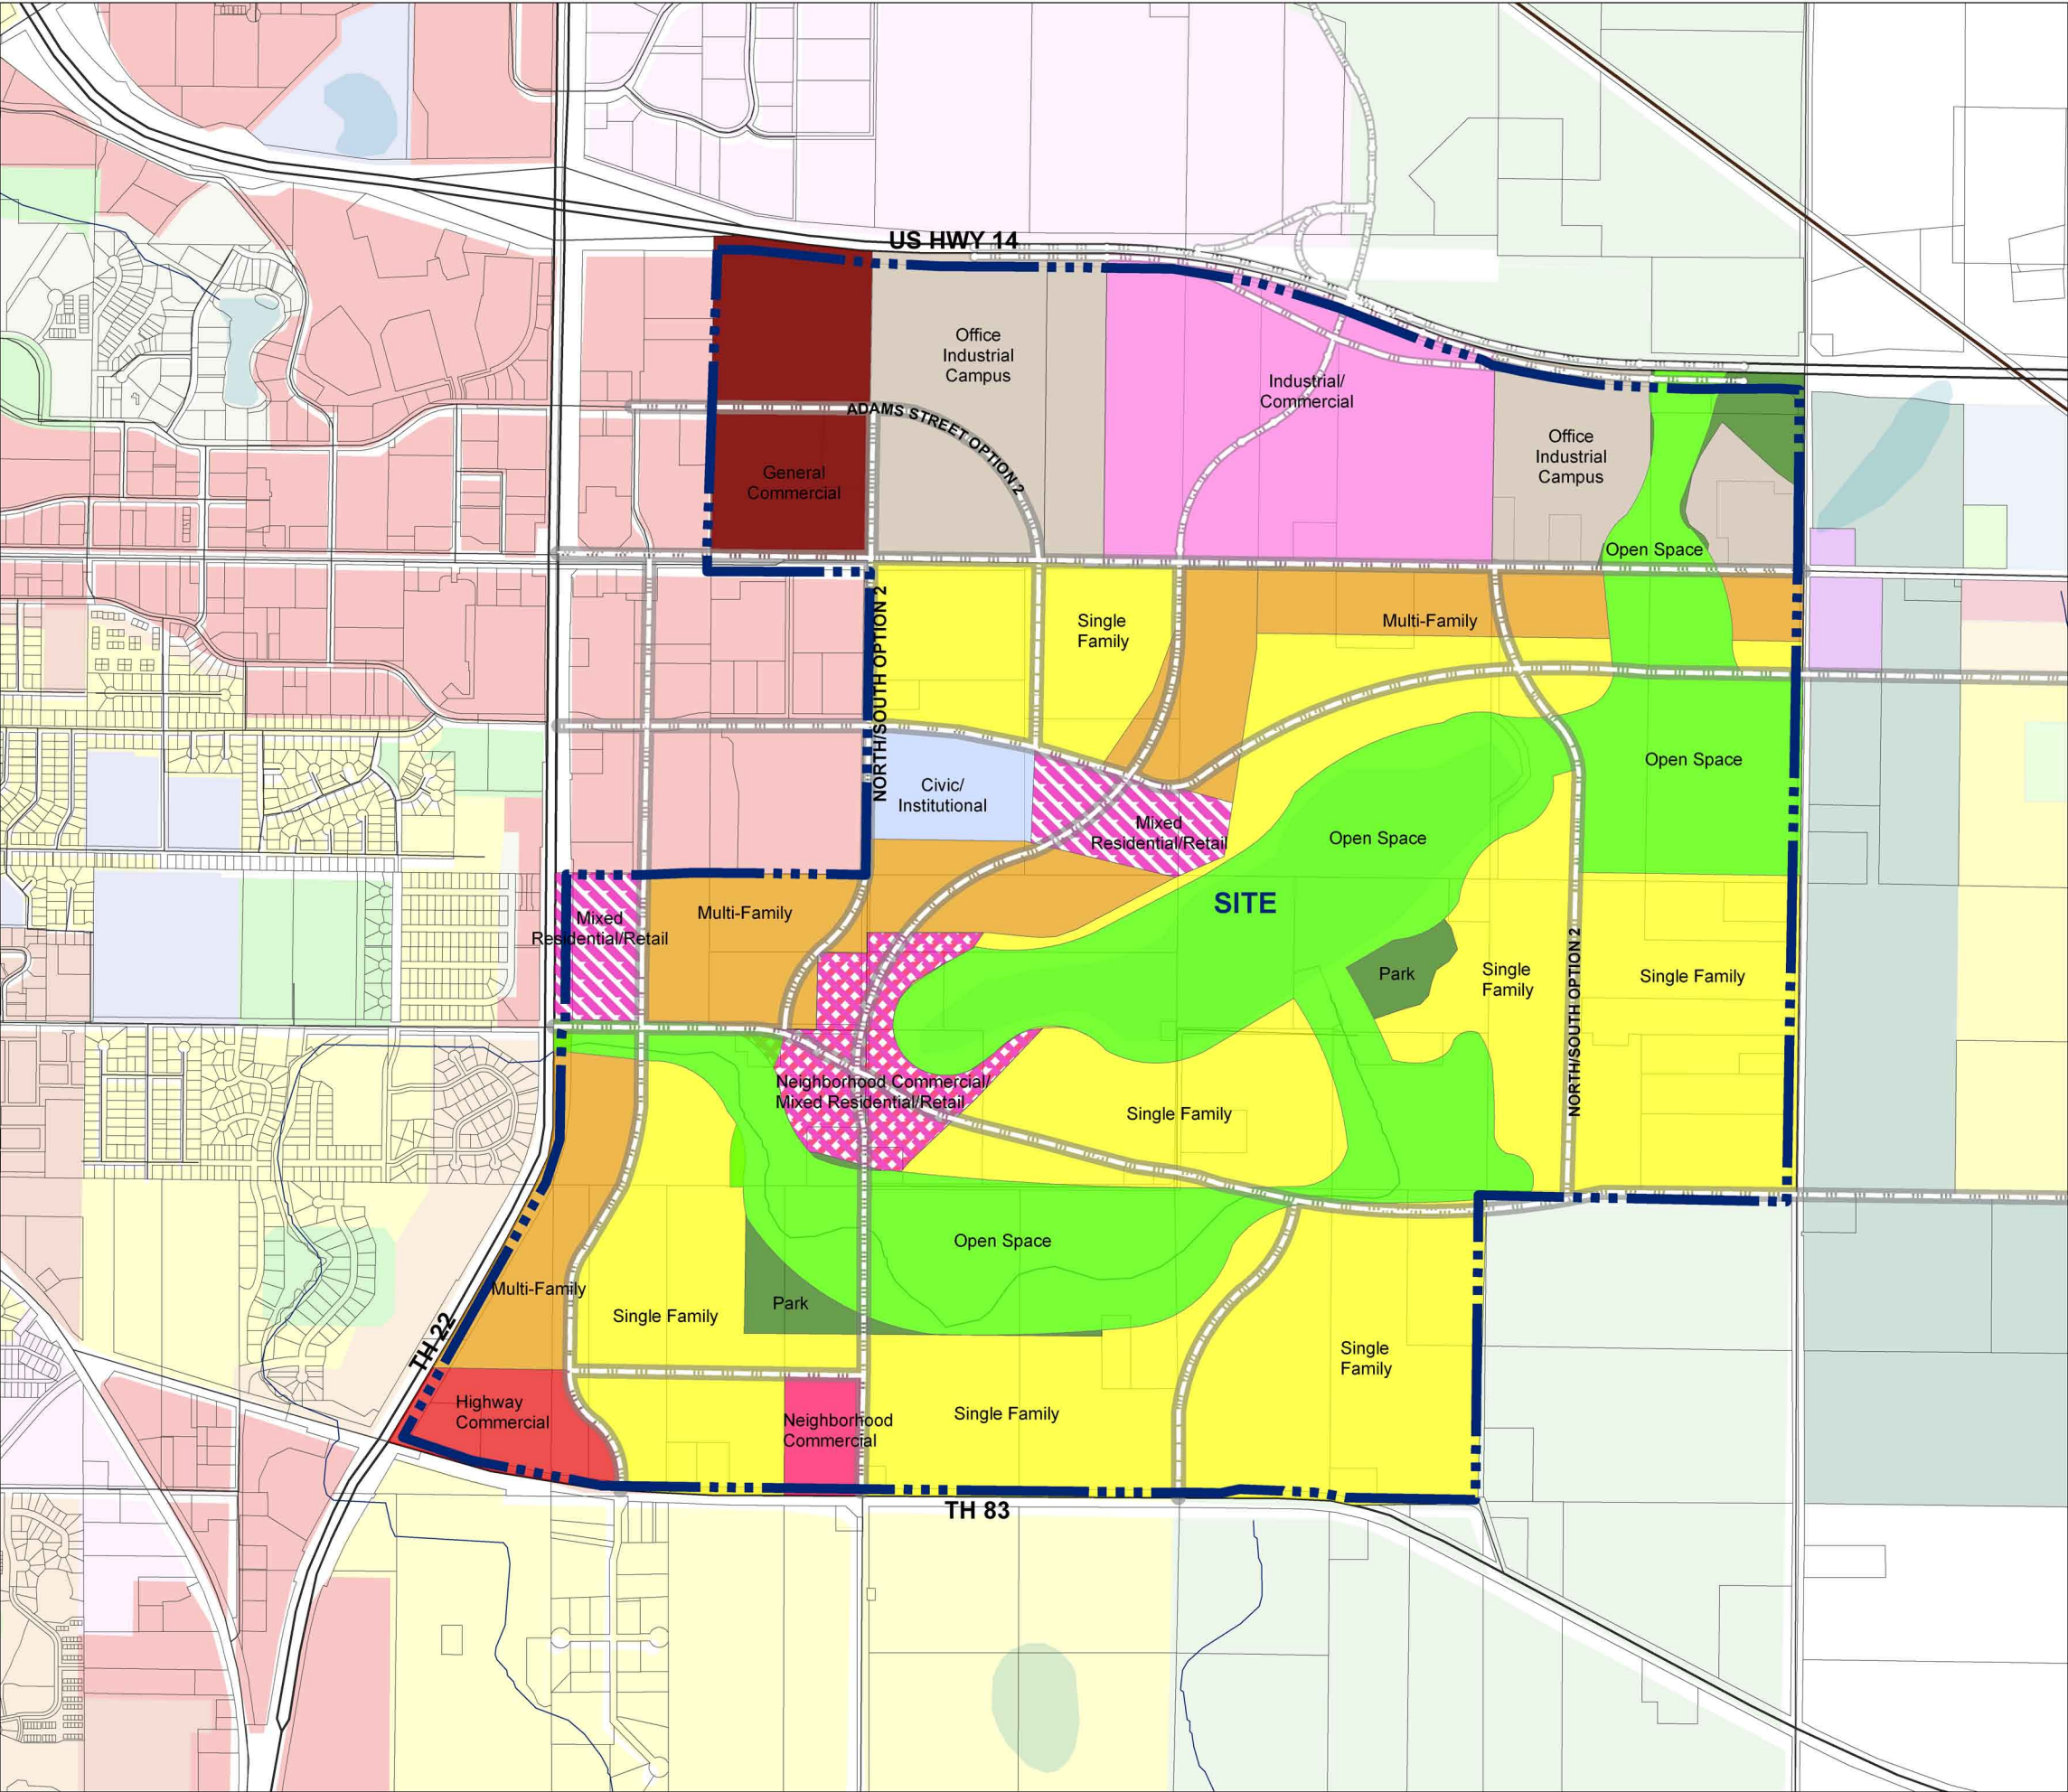 US HWY 14
Office
Industrial
Campus
Industrial/
Commercial
ADAMS STREET OPTION 2
Office
Industrial
Campus
General
Commercial
Open Space
Single
Family
Multi-Family
NORTH/SOUTH OPTION 2
Open Space
Civic/
Institutional
Mixed
Residential/Retail
Open Space
SITE
Mixed
Residential/Retail
Multi-Family
Park
Single
Family
Single Family
NORTH/SOUTH OPTION 2
Neighborhood Commercial/
Mixed Residential/Retail
Single Family
Open Space
Multi-Family
Park
Single Family
TH 22
Single
Family
Highway
Commercial
Neighborhood
Commercial
Single Family
TH 83